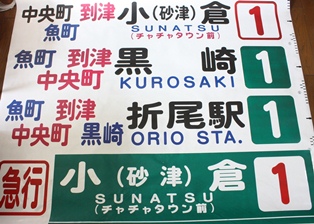 中央町 到津 小(砂津)倉 1
魚町 SUNATSU
(チャチャタウン前)
魚町 到津 黒崎 1
中央町 KUROSAKI
魚町 到津 折尾駅 1
中央町 黒崎 ORIO STA.
急行 小(砂津)倉 1
SUNATSU
(チャチャタウン前)